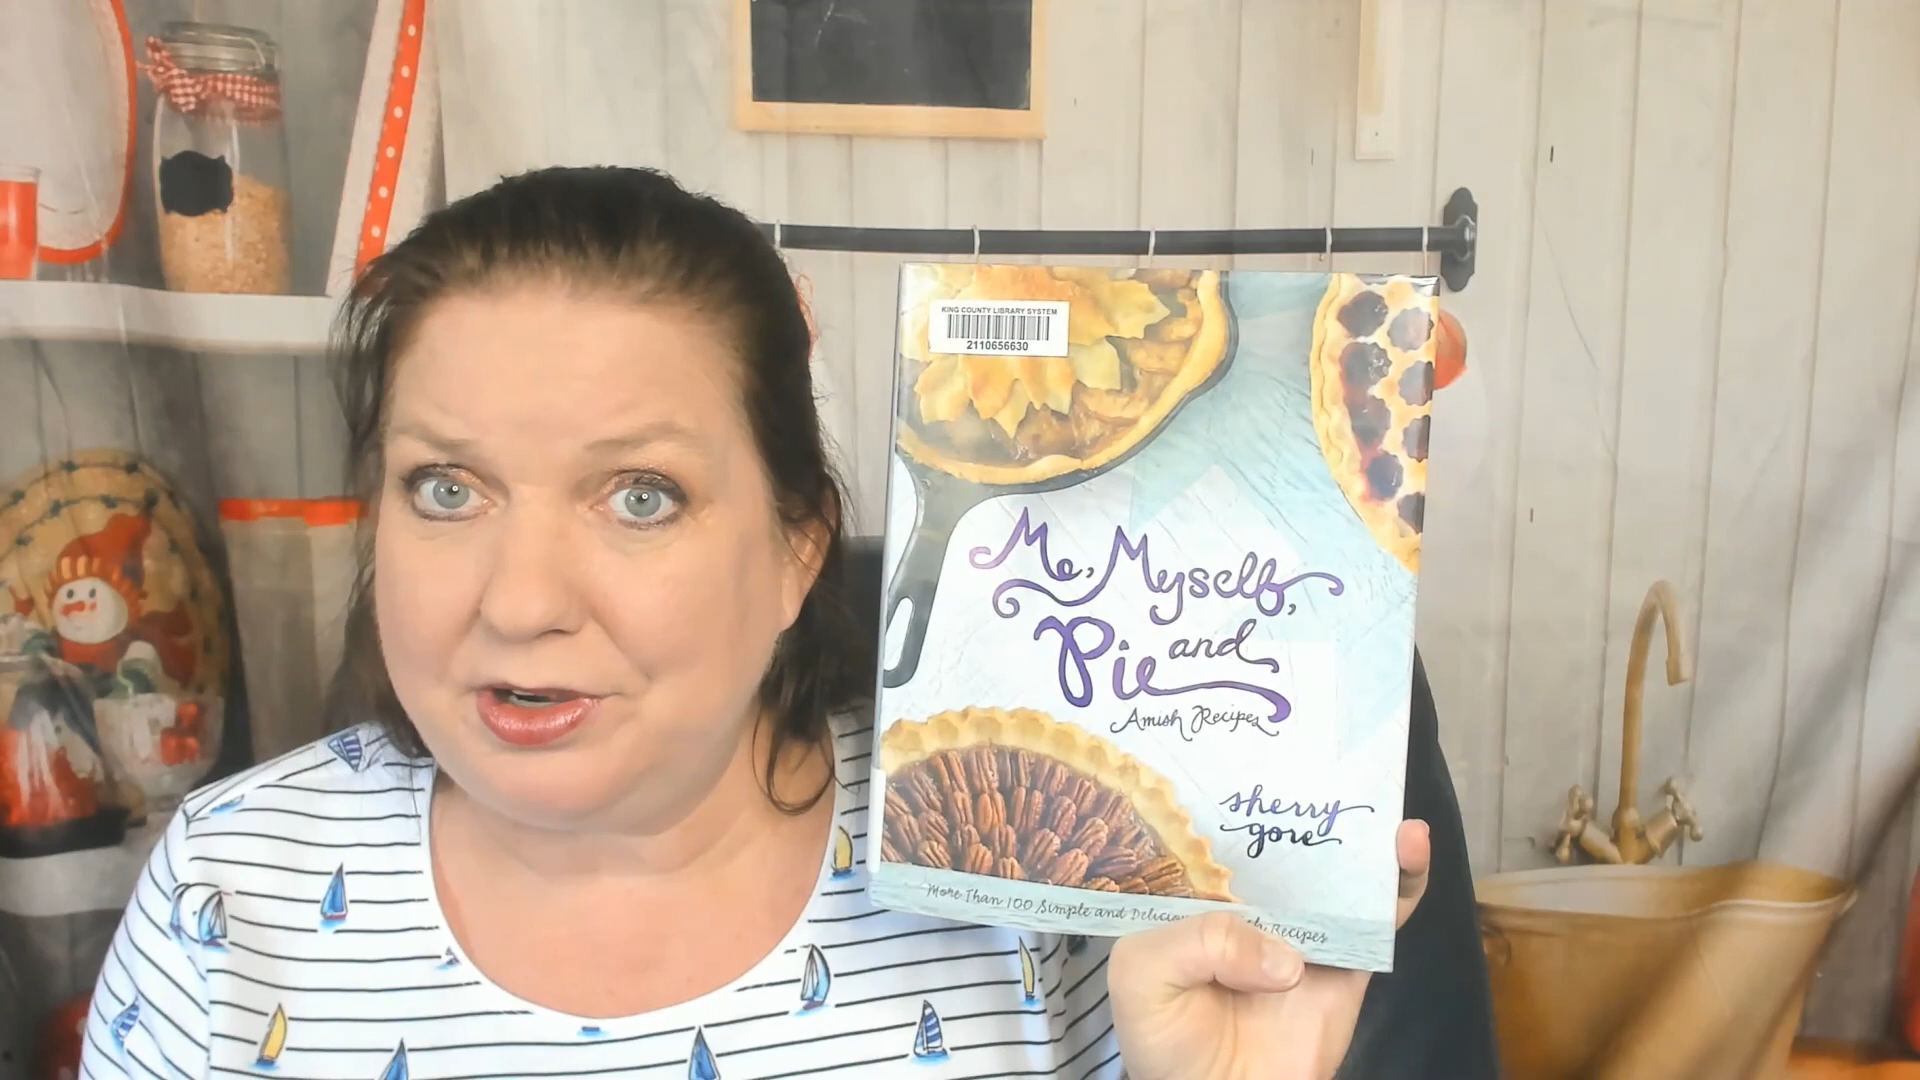 KING COUNTY LIBRARY SYSTEM
2110656630
Me, Myself,
and
Pie
Amish Recipes
sherry
gore
More Than 100 Simple and Recipes